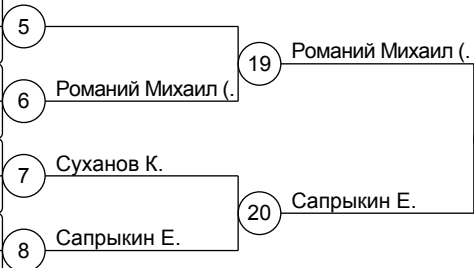 5
19 Романий Михаил (.
6 Романий Михаил (.
7 Суханов К.
20 Сапрыкин Е.
8 Сапрыкин Е.